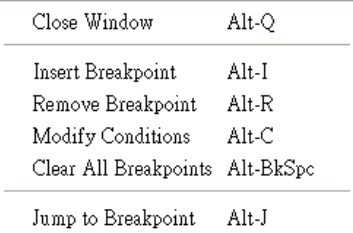 Close Window Alt-Q
Insert Breakpoint Alt-I
Remove Breakpoint Alt-R
Modify Conditions Alt-C
Clear All Breakpoints Alt-BkSpc
Jump to Breakpoint Alt-J